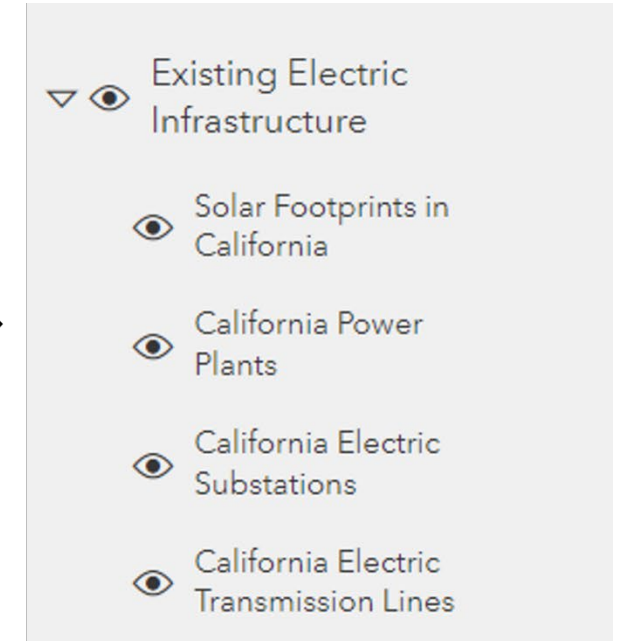 Existing Electric
Infrastructure
Solar Footprints in
California
California Power
Plants
California Electric
Substations
California Electric
Transmission Lines